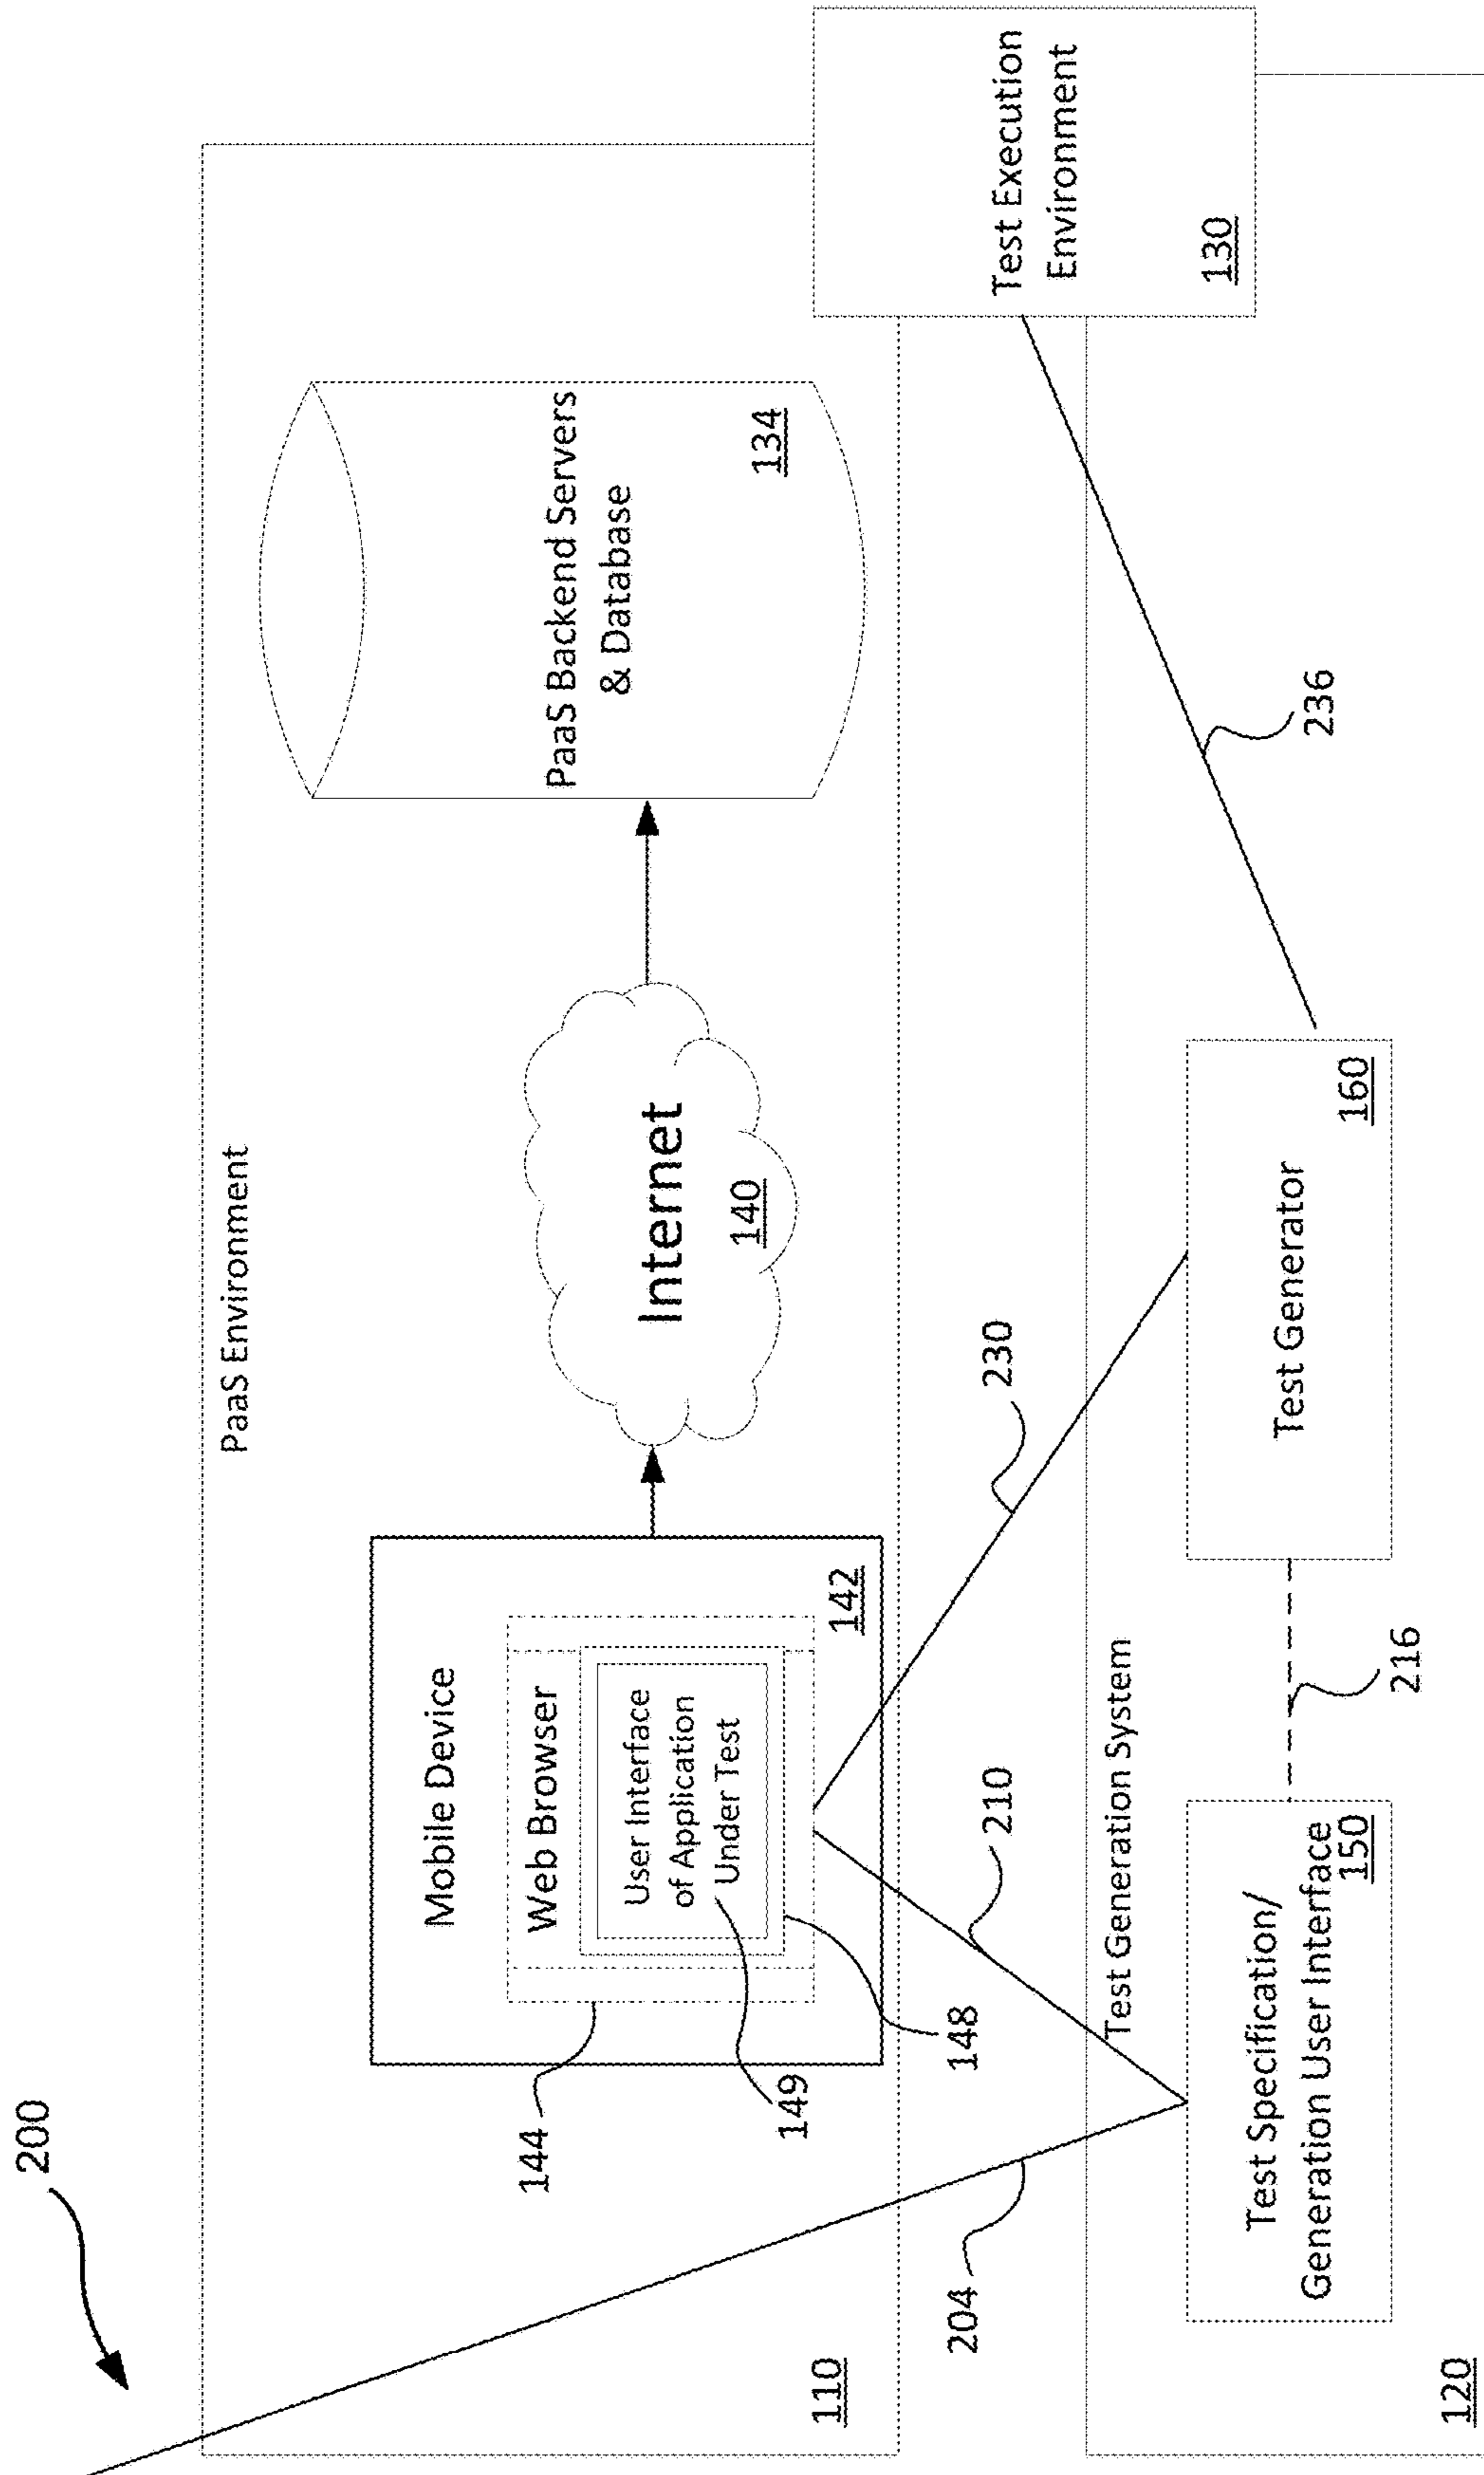 200
PaaS Environment
110
Mobile Device
Web Browser
User Interface
of Application
Under Test
142
144
149
148
Internet
140
PaaS Backend Servers
& Database
134
204
210
230
236
Test Execution
Environment
130
Test Generation System
120
Test Specification/
Generation User Interface
150
216
Test Generator
160